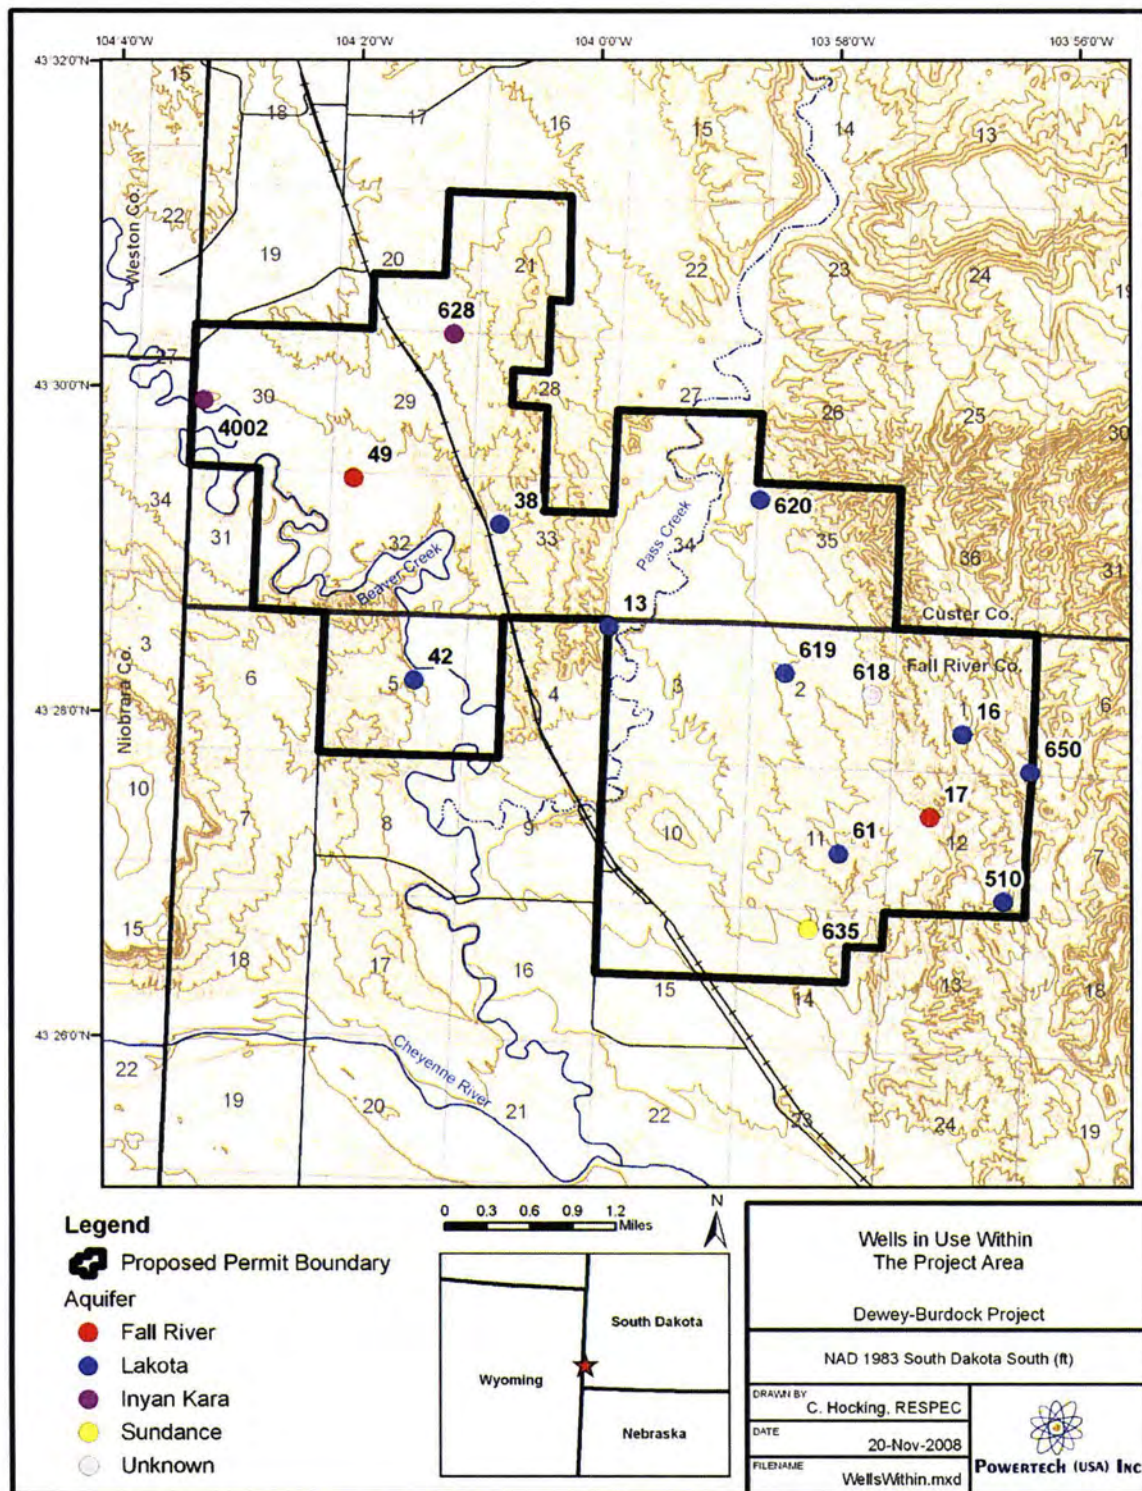 104°4'0"W 104°2'0"W 104°0'0"W 103°58'0"W 103°56'0"W
43°32'0"N
15 18 17 16 15 14 13
Weston Co.
22 19 20 21 22 23 24 19
628
27 30 29 28 27 26 25 30
43°30'0"N
4002 49 38 620
34 31 32 33 34 35 36 31
Beaver Creek
Pass Creek
13
Custer Co.
Fall River Co.
Niobrara Co.
3 6 5 4 3 2 1 6
42 619 618 16
43°28'0"N
650
10 7 8 9 10 11 12 7
17
61
510
635
15 18 17 16 15 14 13 18
43°26'0"N
Cheyenne River
22 19 20 21 22 23 24 19
Legend
Proposed Permit Boundary
Aquifer
Fall River
Lakota
Inyan Kara
Sundance
Unknown
0 0.3 0.6 0.9 1.2
Miles
N
South Dakota
Wyoming
Nebraska
Wells in Use Within
The Project Area
Dewey-Burdock Project
NAD 1983 South Dakota South (ft)
DRAWN BY
C. Hocking, RESPEC
DATE
20-Nov-2008
FILENAME
WellsWithin.mxd
POWERTECH (USA) INC